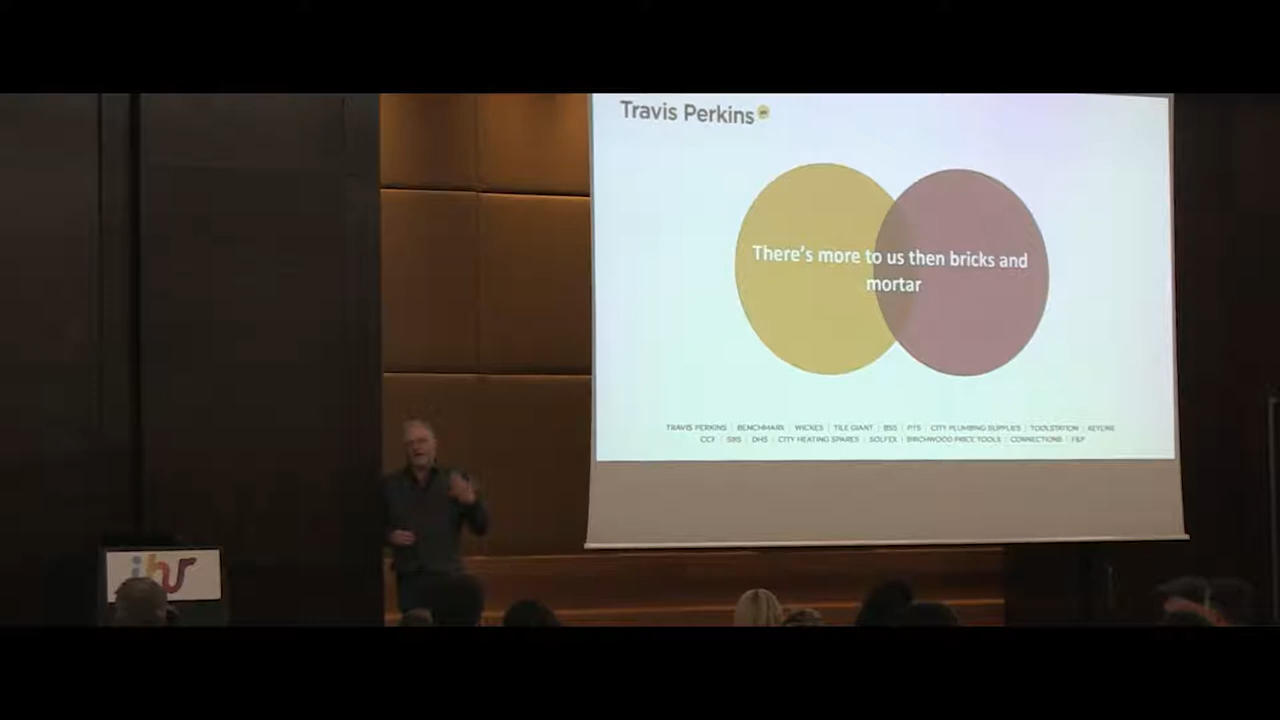 Travis Perkins
There's more to us then bricks and
mortar
TRAVIS PERKINS | BENCHMARX | WICKES | TILE GIANT | BSS | PTS | CITY PLUMBING SUPPLIES | TOOLSTATION | KEYLINE
CCF | SBS | DHS | CITY HEATING SPARES | SOLFEX | BIRCHWOOD PRICE TOOLS | CONNECTIONS | F&P